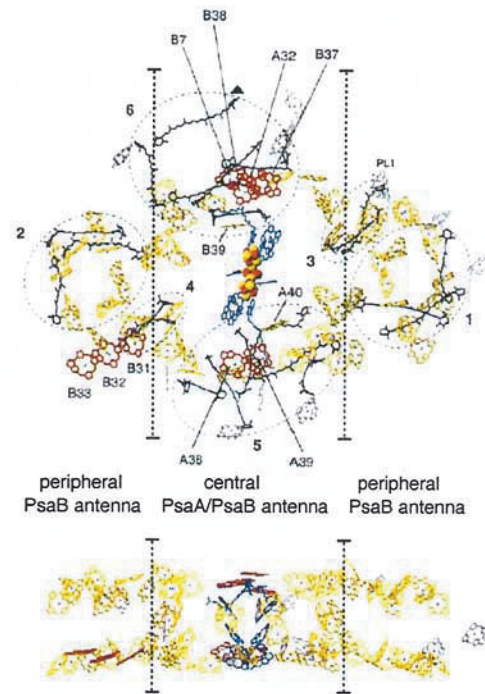 B38
B7
A32
B37
6
PL1
2
B39
3
4
A40
1
B33
B32
B31
5
A38
A39
peripheral central peripheral
PsaB antenna PsaA/PsaB antenna PsaB antenna